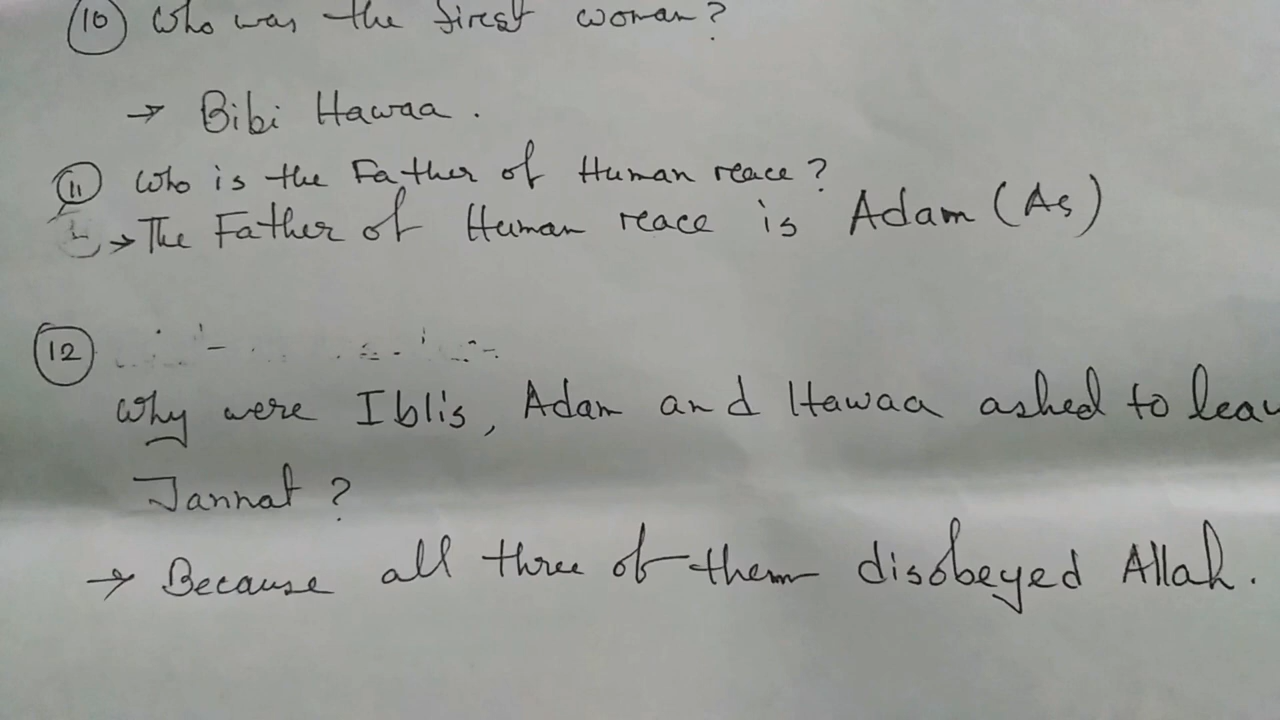 10 Who was the first woman?
→ Bibi Hawaa.
11 Who is the Father of Human reace?
→ The Father of Human reace is Adam (As)
12
Why were Iblis, Adam and Hawaa asked to leav
Jannat?
→ Because all three of them disobeyed Allah.